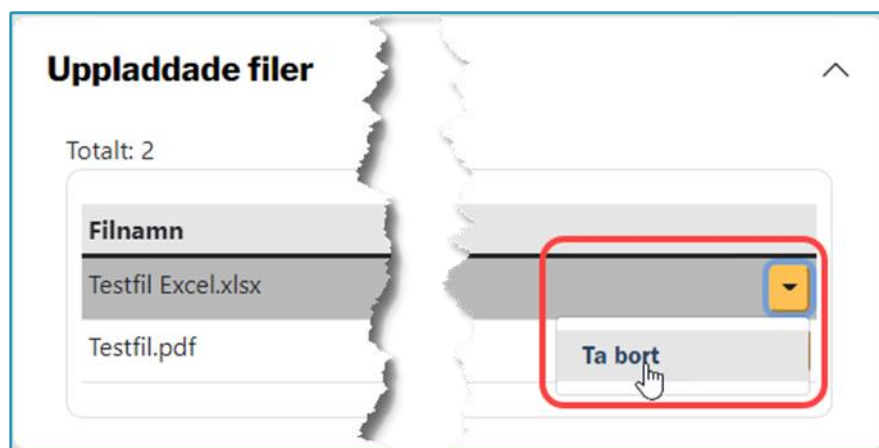 Uppladdade filer
Totalt: 2
Filnamn
Testfil Excel.xlsx
Testfil.pdf
Ta bort